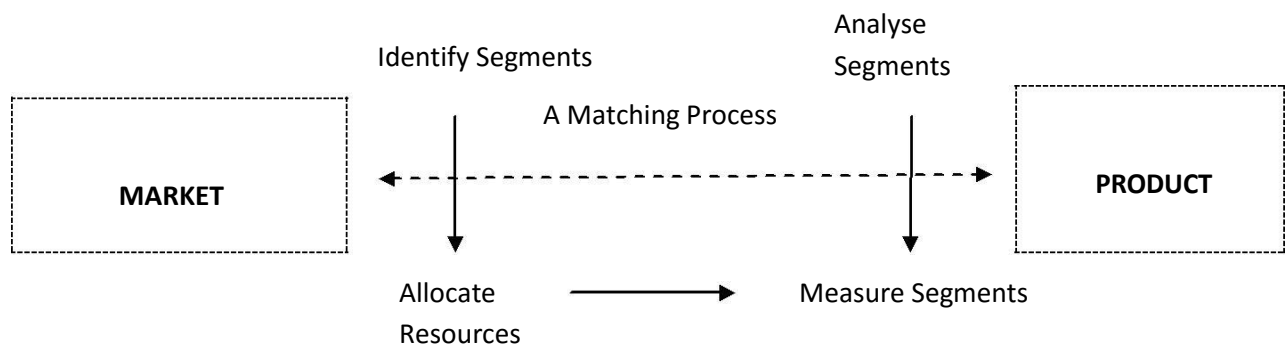 Analyse
Segments
Identify Segments
A Matching Process
MARKET
PRODUCT
Allocate
Resources
Measure Segments